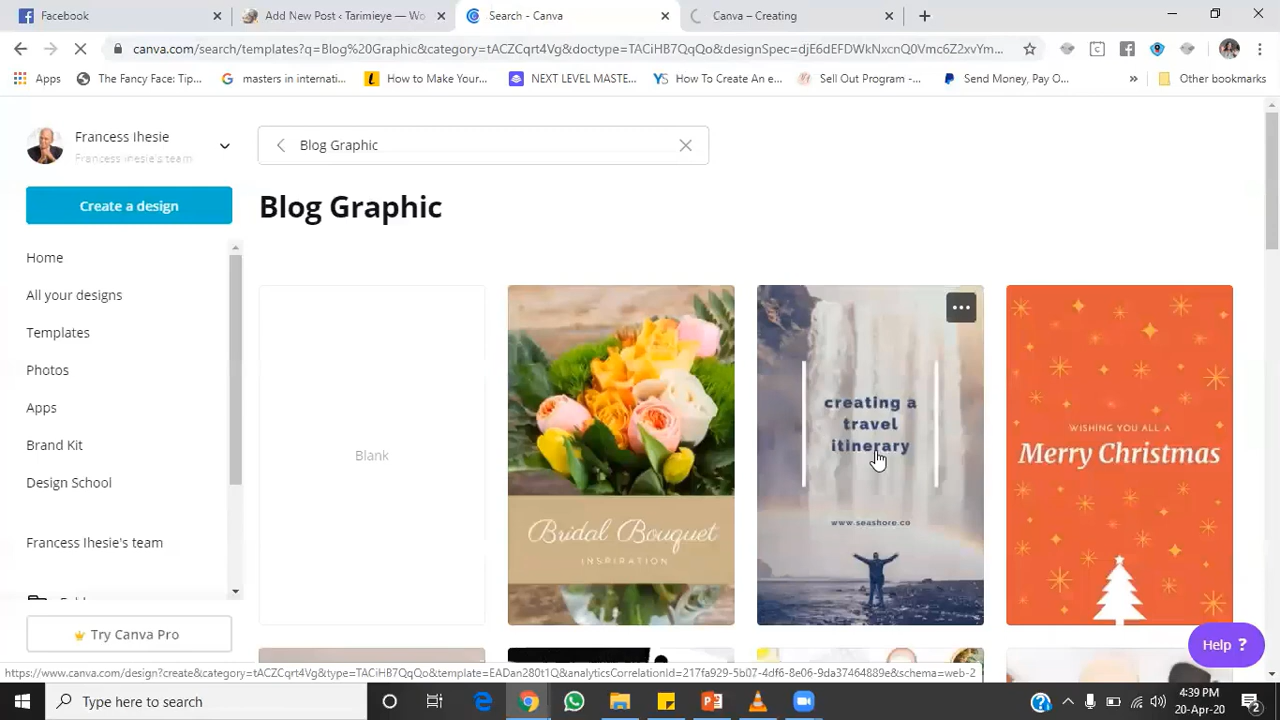 Facebook
Add New Post ‹ Tarimieye — Wo
Search - Canva
Canva – Creating
canva.com/search/templates?q=Blog%20Graphic&category=tACZCqrt4Vg&doctype=TACiHB7QqQo&designSpec=djE6dEFDWkNxcnQ0Vmc6Z2xvYm...
Apps
The Fancy Face: Tip...
masters in internati...
How to Make Your...
NEXT LEVEL MASTE...
How To Create An e...
Sell Out Program -...
Send Money, Pay O...
»
Other bookmarks
Francess Ihesie
Francess Ihesie's team
Blog Graphic
Create a design
Blog Graphic
Home
All your designs
Templates
Photos
Apps
Brand Kit
Design School
Francess Ihesie's team
Try Canva Pro
Blank
Bridal Bouquet
INSPIRATION
creating a
travel
itinerary
www.seashore.co
WISHING YOU ALL A
Merry Christmas
Help ?
https://www.canva.com/design?create&category=tACZCqrt4Vg&type=TACiHB7QqQo&template=EADan280t1Q&analyticsCorrelationId=217fa929-5b07-4df6-8e06-9da37464889e&schema=web-2
Type here to search
4:39 PM
20-Apr-20
2